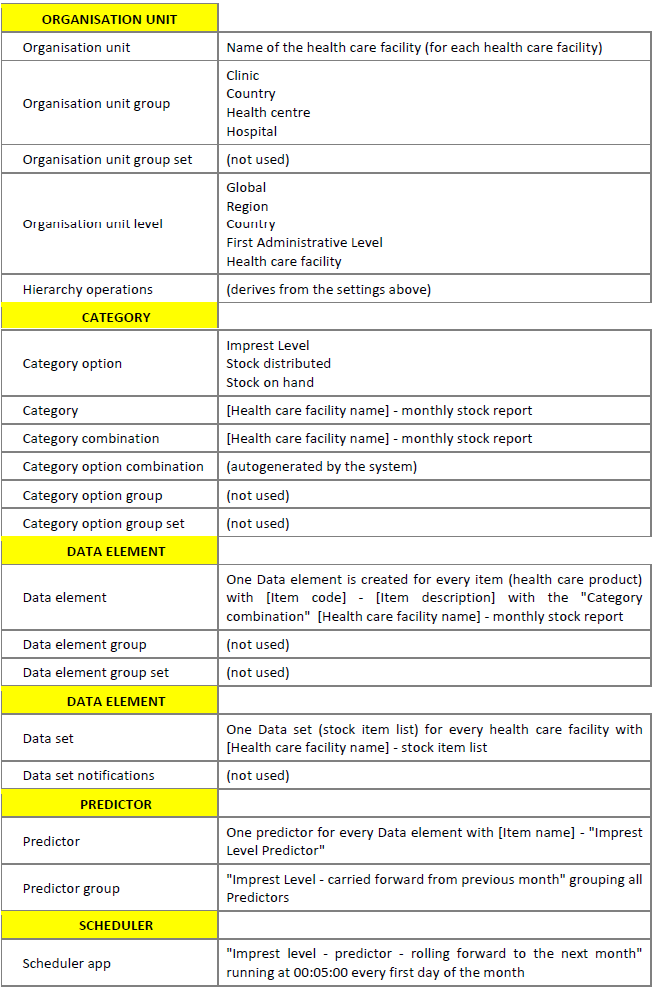 ORGANISATION UNIT
Organisation unit
Name of the health care facility (for each health care facility)
Organisation unit group
Clinic
Country
Health centre
Hospital
Organisation unit group set
(not used)
Organisation unit level
Global
Region
Country
First Administrative Level
Health care facility
Hierarchy operations
(derives from the settings above)
CATEGORY
Category option
Imprest Level
Stock distributed
Stock on hand
Category
[Health care facility name] - monthly stock report
Category combination
[Health care facility name] - monthly stock report
Category option combination
(autogenerated by the system)
Category option group
(not used)
Category option group set
(not used)
DATA ELEMENT
Data element
One Data element is created for every item (health care product)
with [Item code] - [Item description] with the "Category
combination" [Health care facility name] - monthly stock report
Data element group
(not used)
Data element group set
(not used)
DATA ELEMENT
Data set
One Data set (stock item list) for every health care facility with
[Health care facility name] - stock item list
Data set notifications
(not used)
PREDICTOR
Predictor
One predictor for every Data element with [Item name] - "Imprest
Level Predictor"
Predictor group
"Imprest Level - carried forward from previous month" grouping all
Predictors
SCHEDULER
Scheduler app
"Imprest level - predictor - rolling forward to the next month"
running at 00:05:00 every first day of the month